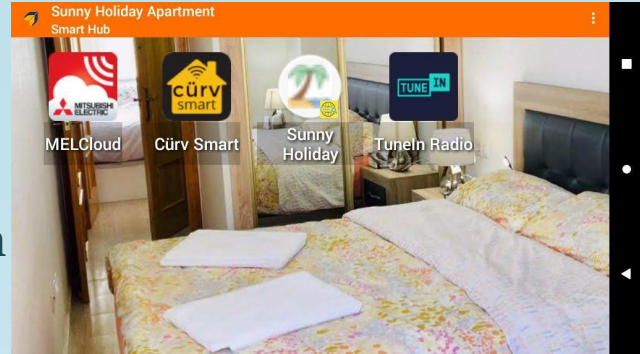 Sunny Holiday Apartment
Smart Hub
MITSUBISHI
ELECTRIC
cürv
smart
TUNE IN
MELCloud
Cürv Smart
Sunny
Holiday
TuneIn Radio